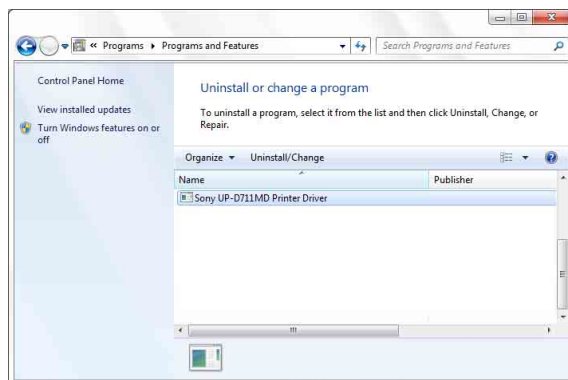 « Programs ▸ Programs and Features
Search Programs and Features
Control Panel Home
View installed updates
Turn Windows features on or
off
Uninstall or change a program
To uninstall a program, select it from the list and then click Uninstall, Change, or
Repair.
Organize Uninstall/Change
Name Publisher
Sony UP-D711MD Printer Driver